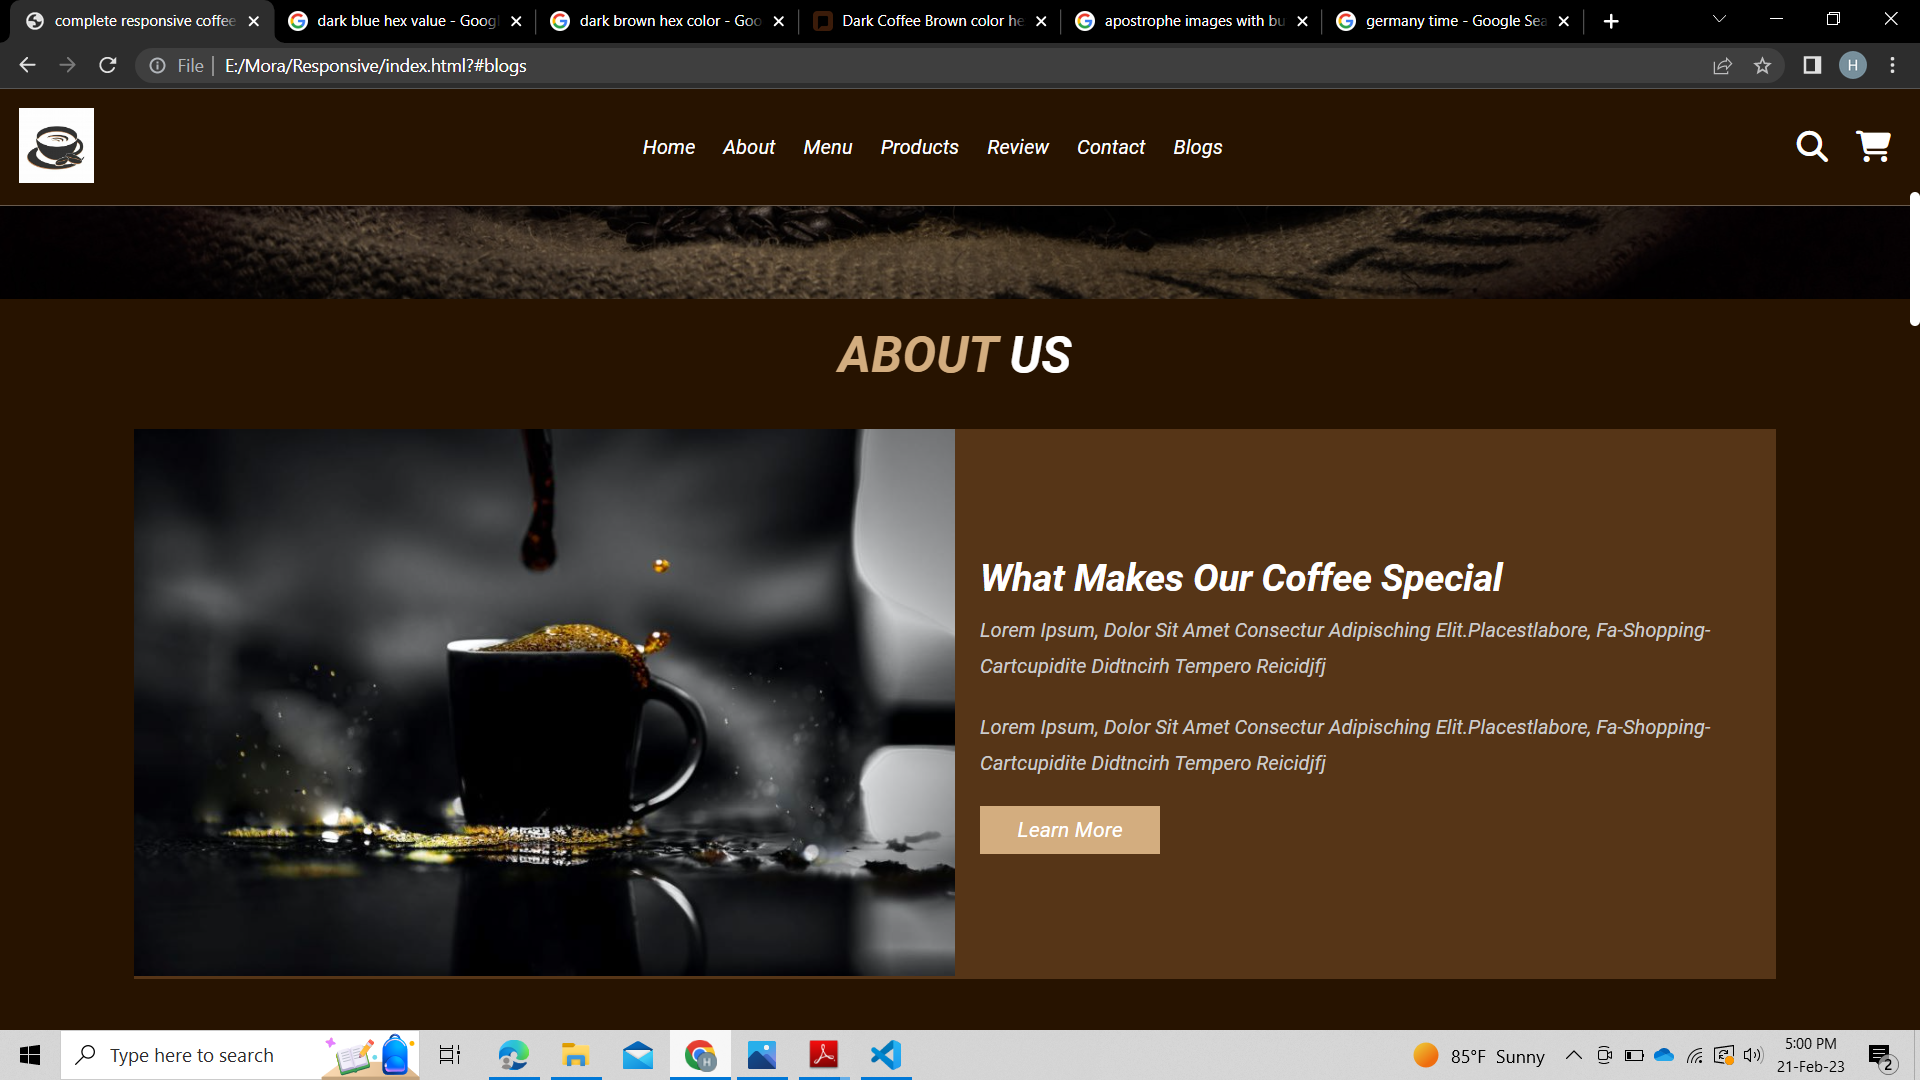 complete responsive coffee
dark blue hex value - Googl
dark brown hex color - Goo
Dark Coffee Brown color he
apostrophe images with bu
germany time - Google Sea
File
E:/Mora/Responsive/index.html?#blogs
H
Home
About
Menu
Products
Review
Contact
Blogs
ABOUT US
What Makes Our Coffee Special
Lorem Ipsum, Dolor Sit Amet Consectur Adipisching Elit.Placestlabore, Fa-Shopping-
Cartcupidite Didtncirh Tempero Reicidjfj
Lorem Ipsum, Dolor Sit Amet Consectur Adipisching Elit.Placestlabore, Fa-Shopping-
Cartcupidite Didtncirh Tempero Reicidjfj
Learn More
Type here to search
H
85°F Sunny
5:00 PM
21-Feb-23
2